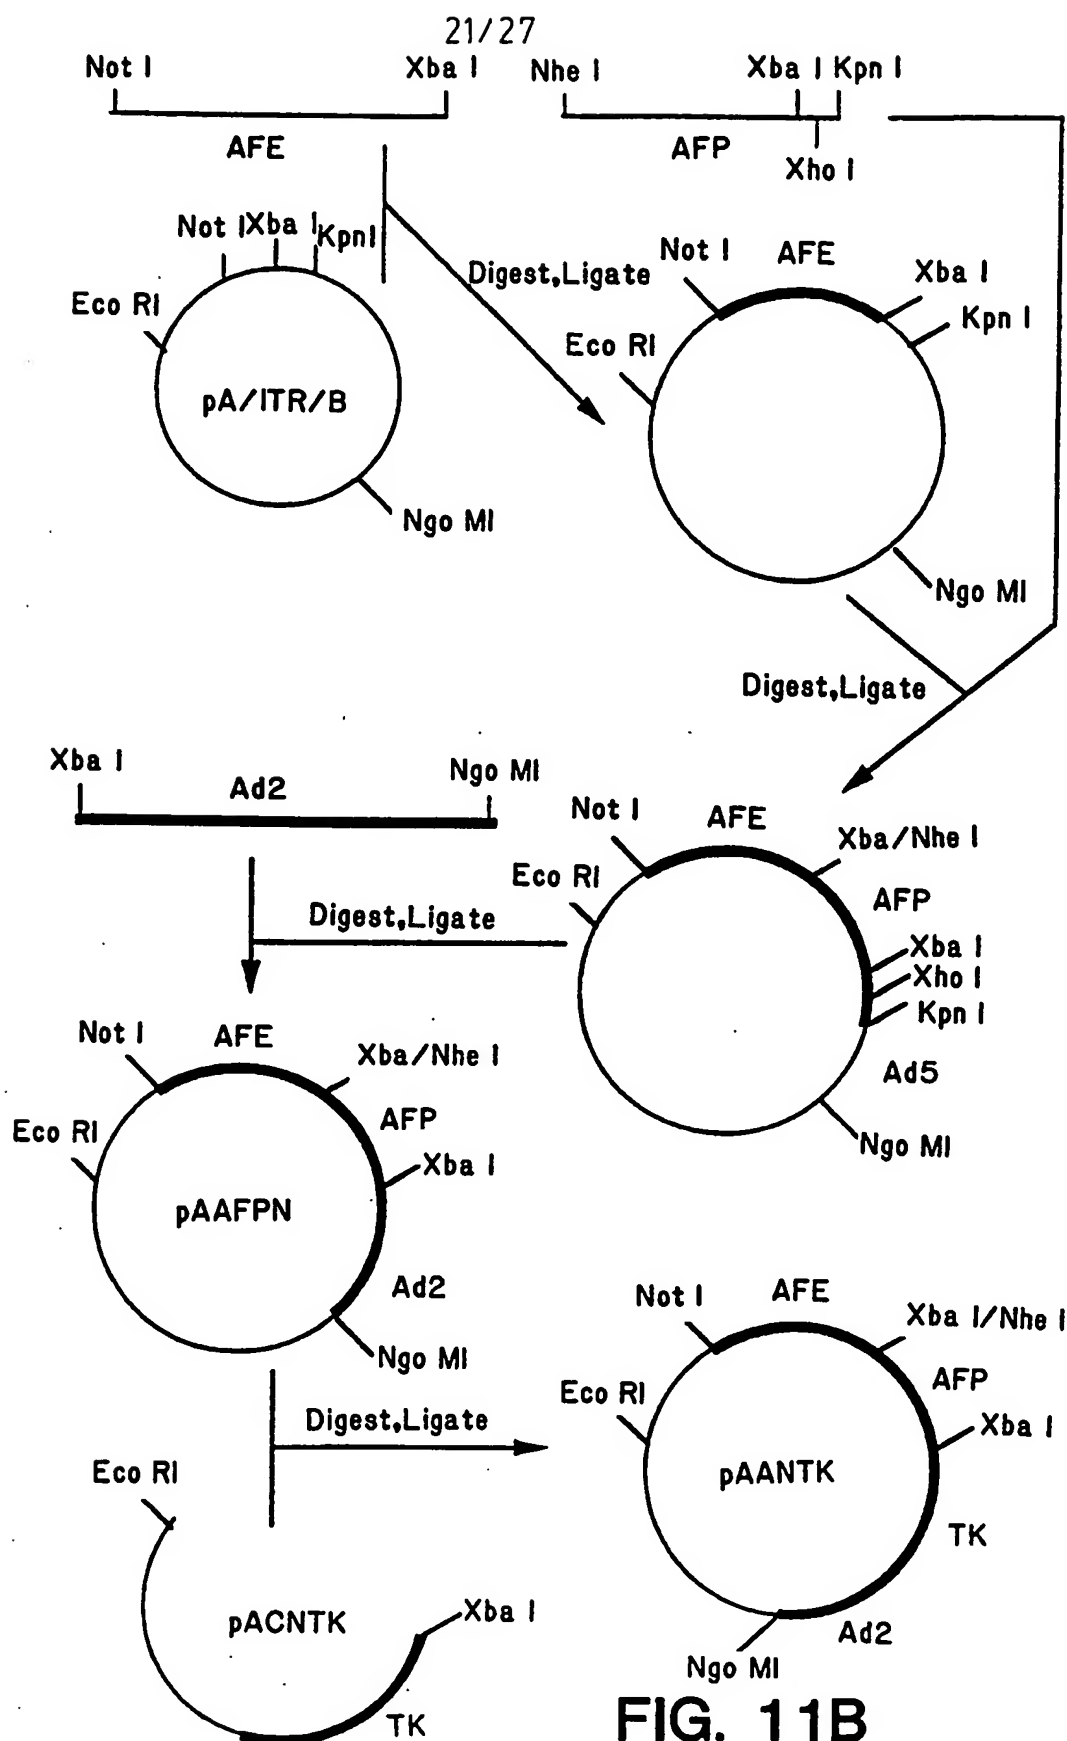 21/27
Not I Xba I Nhe I Xba I Kpn I
AFE AFP
Xho I
Not I Xba I Kpn I
Eco RI
pA/ITR/B
Ngo MI
Digest,Ligate
Not I AFE Xba I
Kpn I
Eco RI
Ngo MI
Digest,Ligate
Xba I Ad2 Ngo MI
Not I AFE Xba/Nhe I
Eco RI AFP
Digest,Ligate
Xba I
Xho I
Kpn I
Ad5
Ngo MI
Not I AFE Xba/Nhe I
Eco RI AFP
Xba I
pAAFPN
Ad2
Ngo MI
Digest,Ligate
Not I AFE Xba I/Nhe I
Eco RI AFP
Xba I
pAANTK
TK
Ad2
Ngo MI
Eco RI
pACNTK
Xba I
TK
FIG. 11B